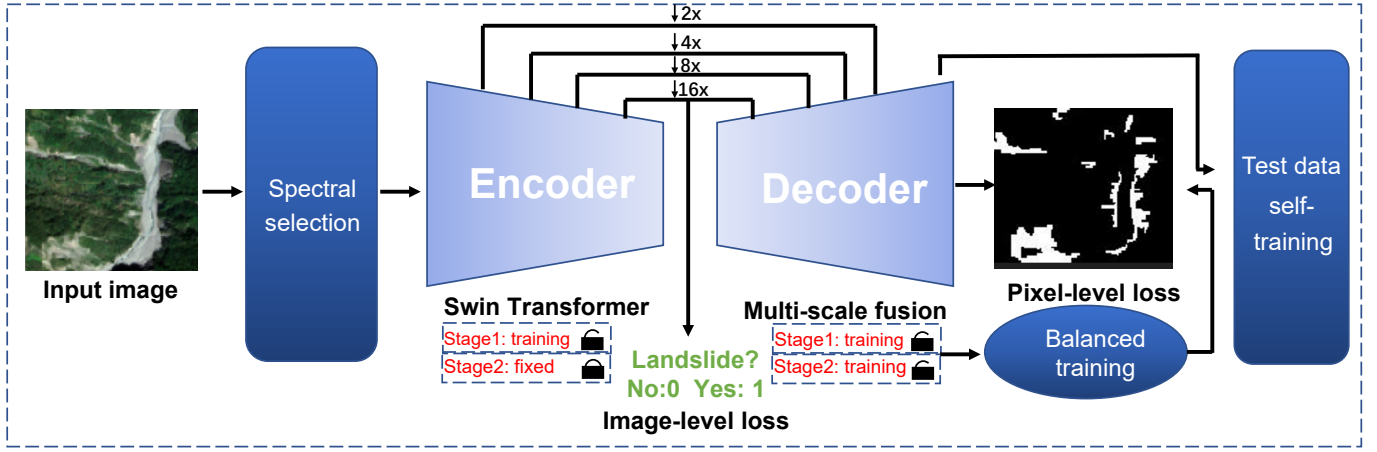 ↓2x
↓4x
↓8x
↓16x
Input image
Spectral
selection
Encoder
Swin Transformer
Stage1: training
Stage2: fixed
Landslide?
No:0 Yes: 1
Image-level loss
Decoder
Multi-scale fusion
Stage1: training
Stage2: training
Pixel-level loss
Balanced
training
Test data
self-
training